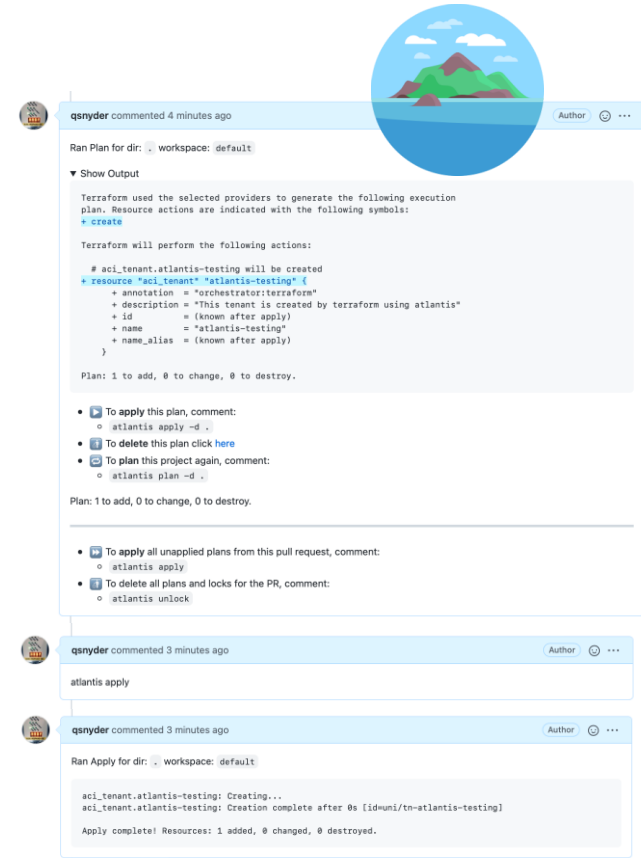 qsnyder commented 4 minutes ago
Author
Ran Plan for dir: . workspace: default
▼ Show Output
Terraform used the selected providers to generate the following execution
plan. Resource actions are indicated with the following symbols:
+ create
Terraform will perform the following actions:
# aci_tenant.atlantis-testing will be created
+ resource "aci_tenant" "atlantis-testing" {
+ annotation = "orchestrator:terraform"
+ description = "This tenant is created by terraform using atlantis"
+ id = (known after apply)
+ name = "atlantis-testing"
+ name_alias = (known after apply)
}
Plan: 1 to add, 0 to change, 0 to destroy.
To apply this plan, comment:
atlantis apply -d .
To delete this plan click here
To plan this project again, comment:
atlantis plan -d .
Plan: 1 to add, 0 to change, 0 to destroy.
To apply all unapplied plans from this pull request, comment:
atlantis apply
To delete all plans and locks for the PR, comment:
atlantis unlock
qsnyder commented 3 minutes ago
Author
atlantis apply
qsnyder commented 3 minutes ago
Author
Ran Apply for dir: . workspace: default
aci_tenant.atlantis-testing: Creating...
aci_tenant.atlantis-testing: Creation complete after 0s [id=uni/tn-atlantis-testing]
Apply complete! Resources: 1 added, 0 changed, 0 destroyed.